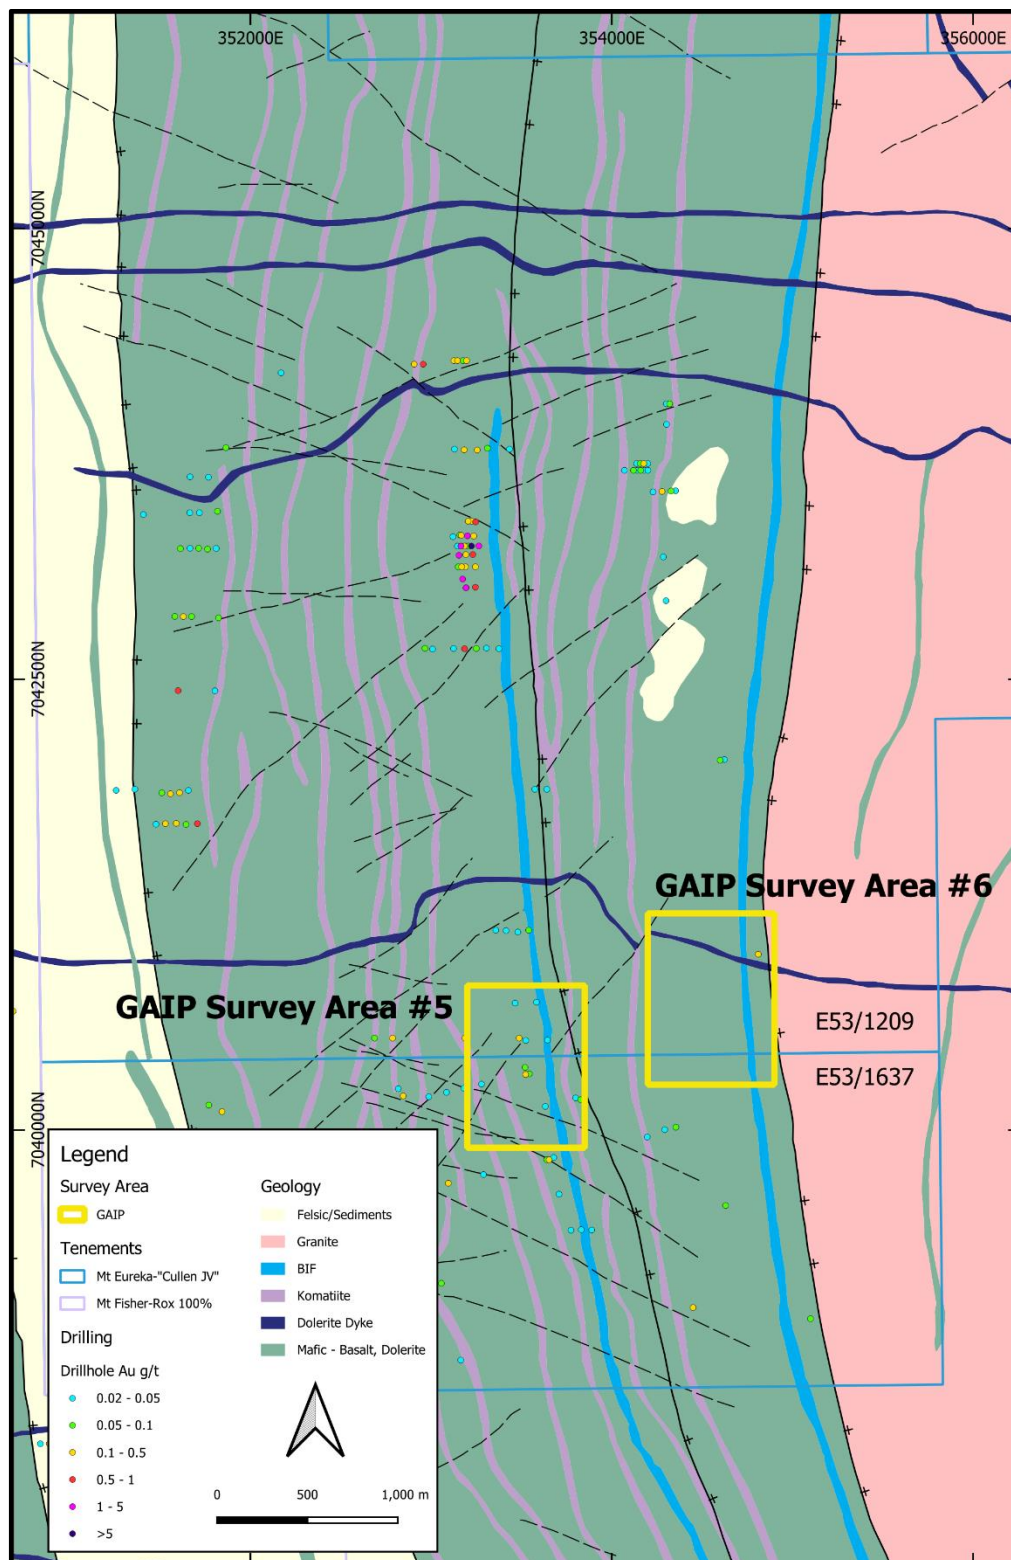 352000E
354000E
356000E
7045000N
7042500N
GAIP Survey Area #6
GAIP Survey Area #5
E53/1209
E53/1637
7040000N
Legend
Survey Area
GAIP
Tenements
Mt Eureka-"Cullen JV"
Mt Fisher-Rox 100%
Drilling
Drillhole Au g/t
0.02 - 0.05
0.05 - 0.1
0.1 - 0.5
0.5 - 1
1 - 5
>5
Geology
Felsic/Sediments
Granite
BIF
Komatiite
Dolerite Dyke
Mafic - Basalt, Dolerite
0
500
1,000 m